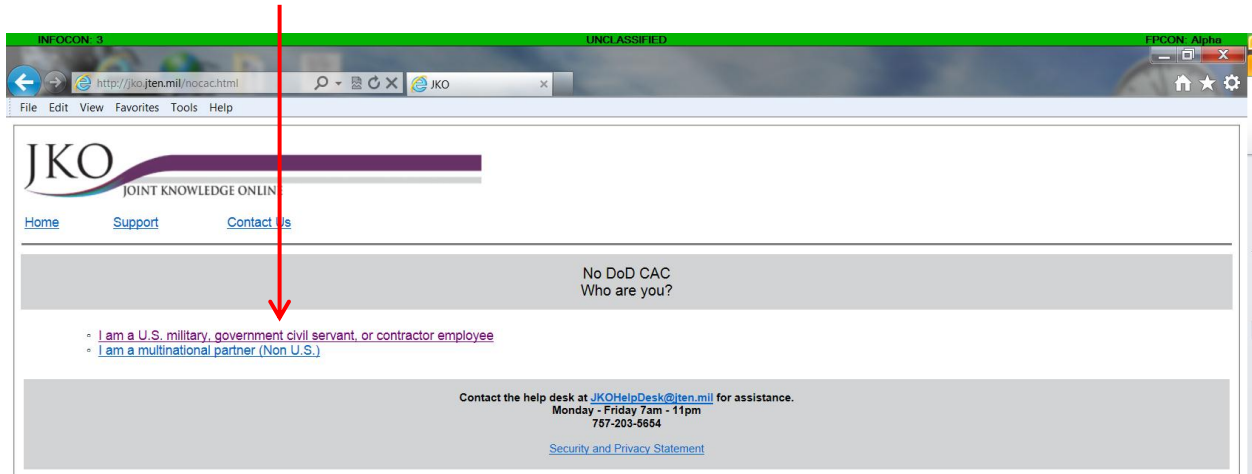 INFOCON: 3 UNCLASSIFIED FPCON: Alpha
http://jko.jten.mil/nocac.html JKO
File Edit View Favorites Tools Help
JKO
JOINT KNOWLEDGE ONLINE
Home Support Contact Us
No DoD CAC
Who are you?
I am a U.S. military, government civil servant, or contractor employee
I am a multinational partner (Non U.S.)
Contact the help desk at JKOHelpDesk@jten.mil for assistance.
Monday - Friday 7am - 11pm
757-203-5654
Security and Privacy Statement